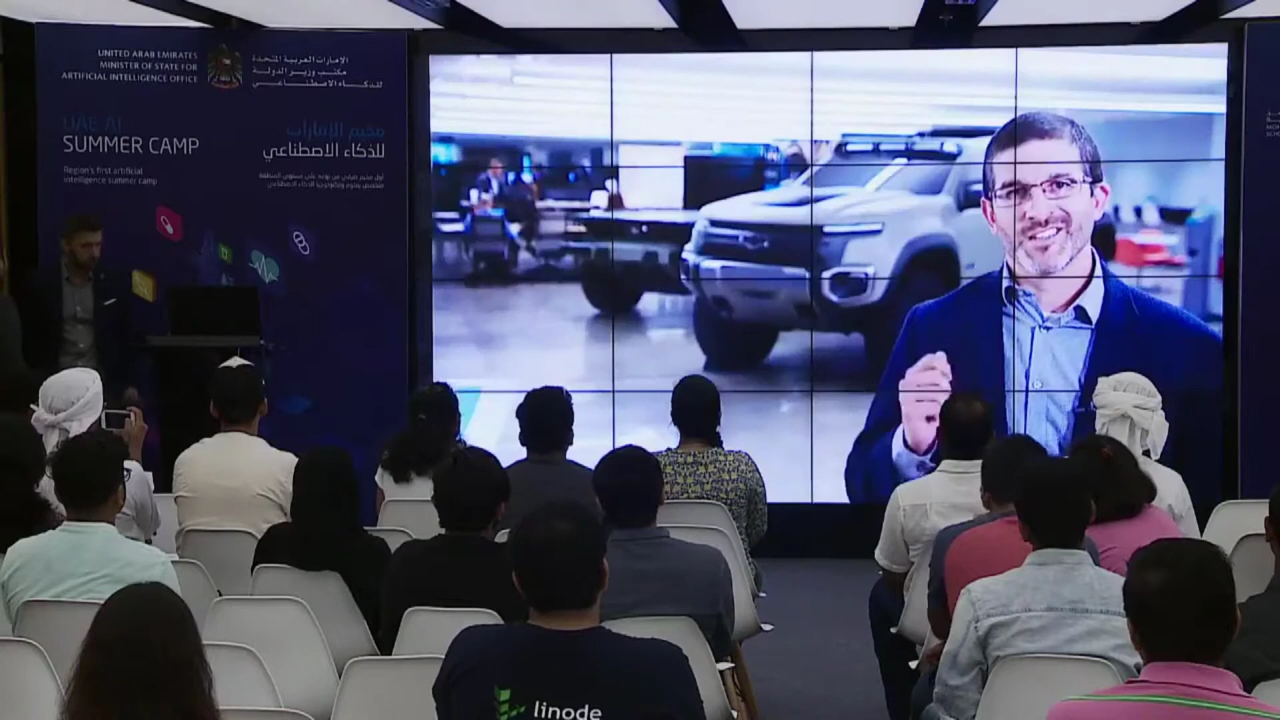 UNITED ARAB EMIRATES
MINISTER OF STATE FOR
ARTIFICIAL INTELLIGENCE OFFICE
الإمارات العربية المتحدة
مكتب وزير الدولة
للذكاء الاصطناعي
UAE AI
SUMMER CAMP
Region's first artificial
intelligence summer camp
مخيم الإمارات
للذكاء الاصطناعي
linode